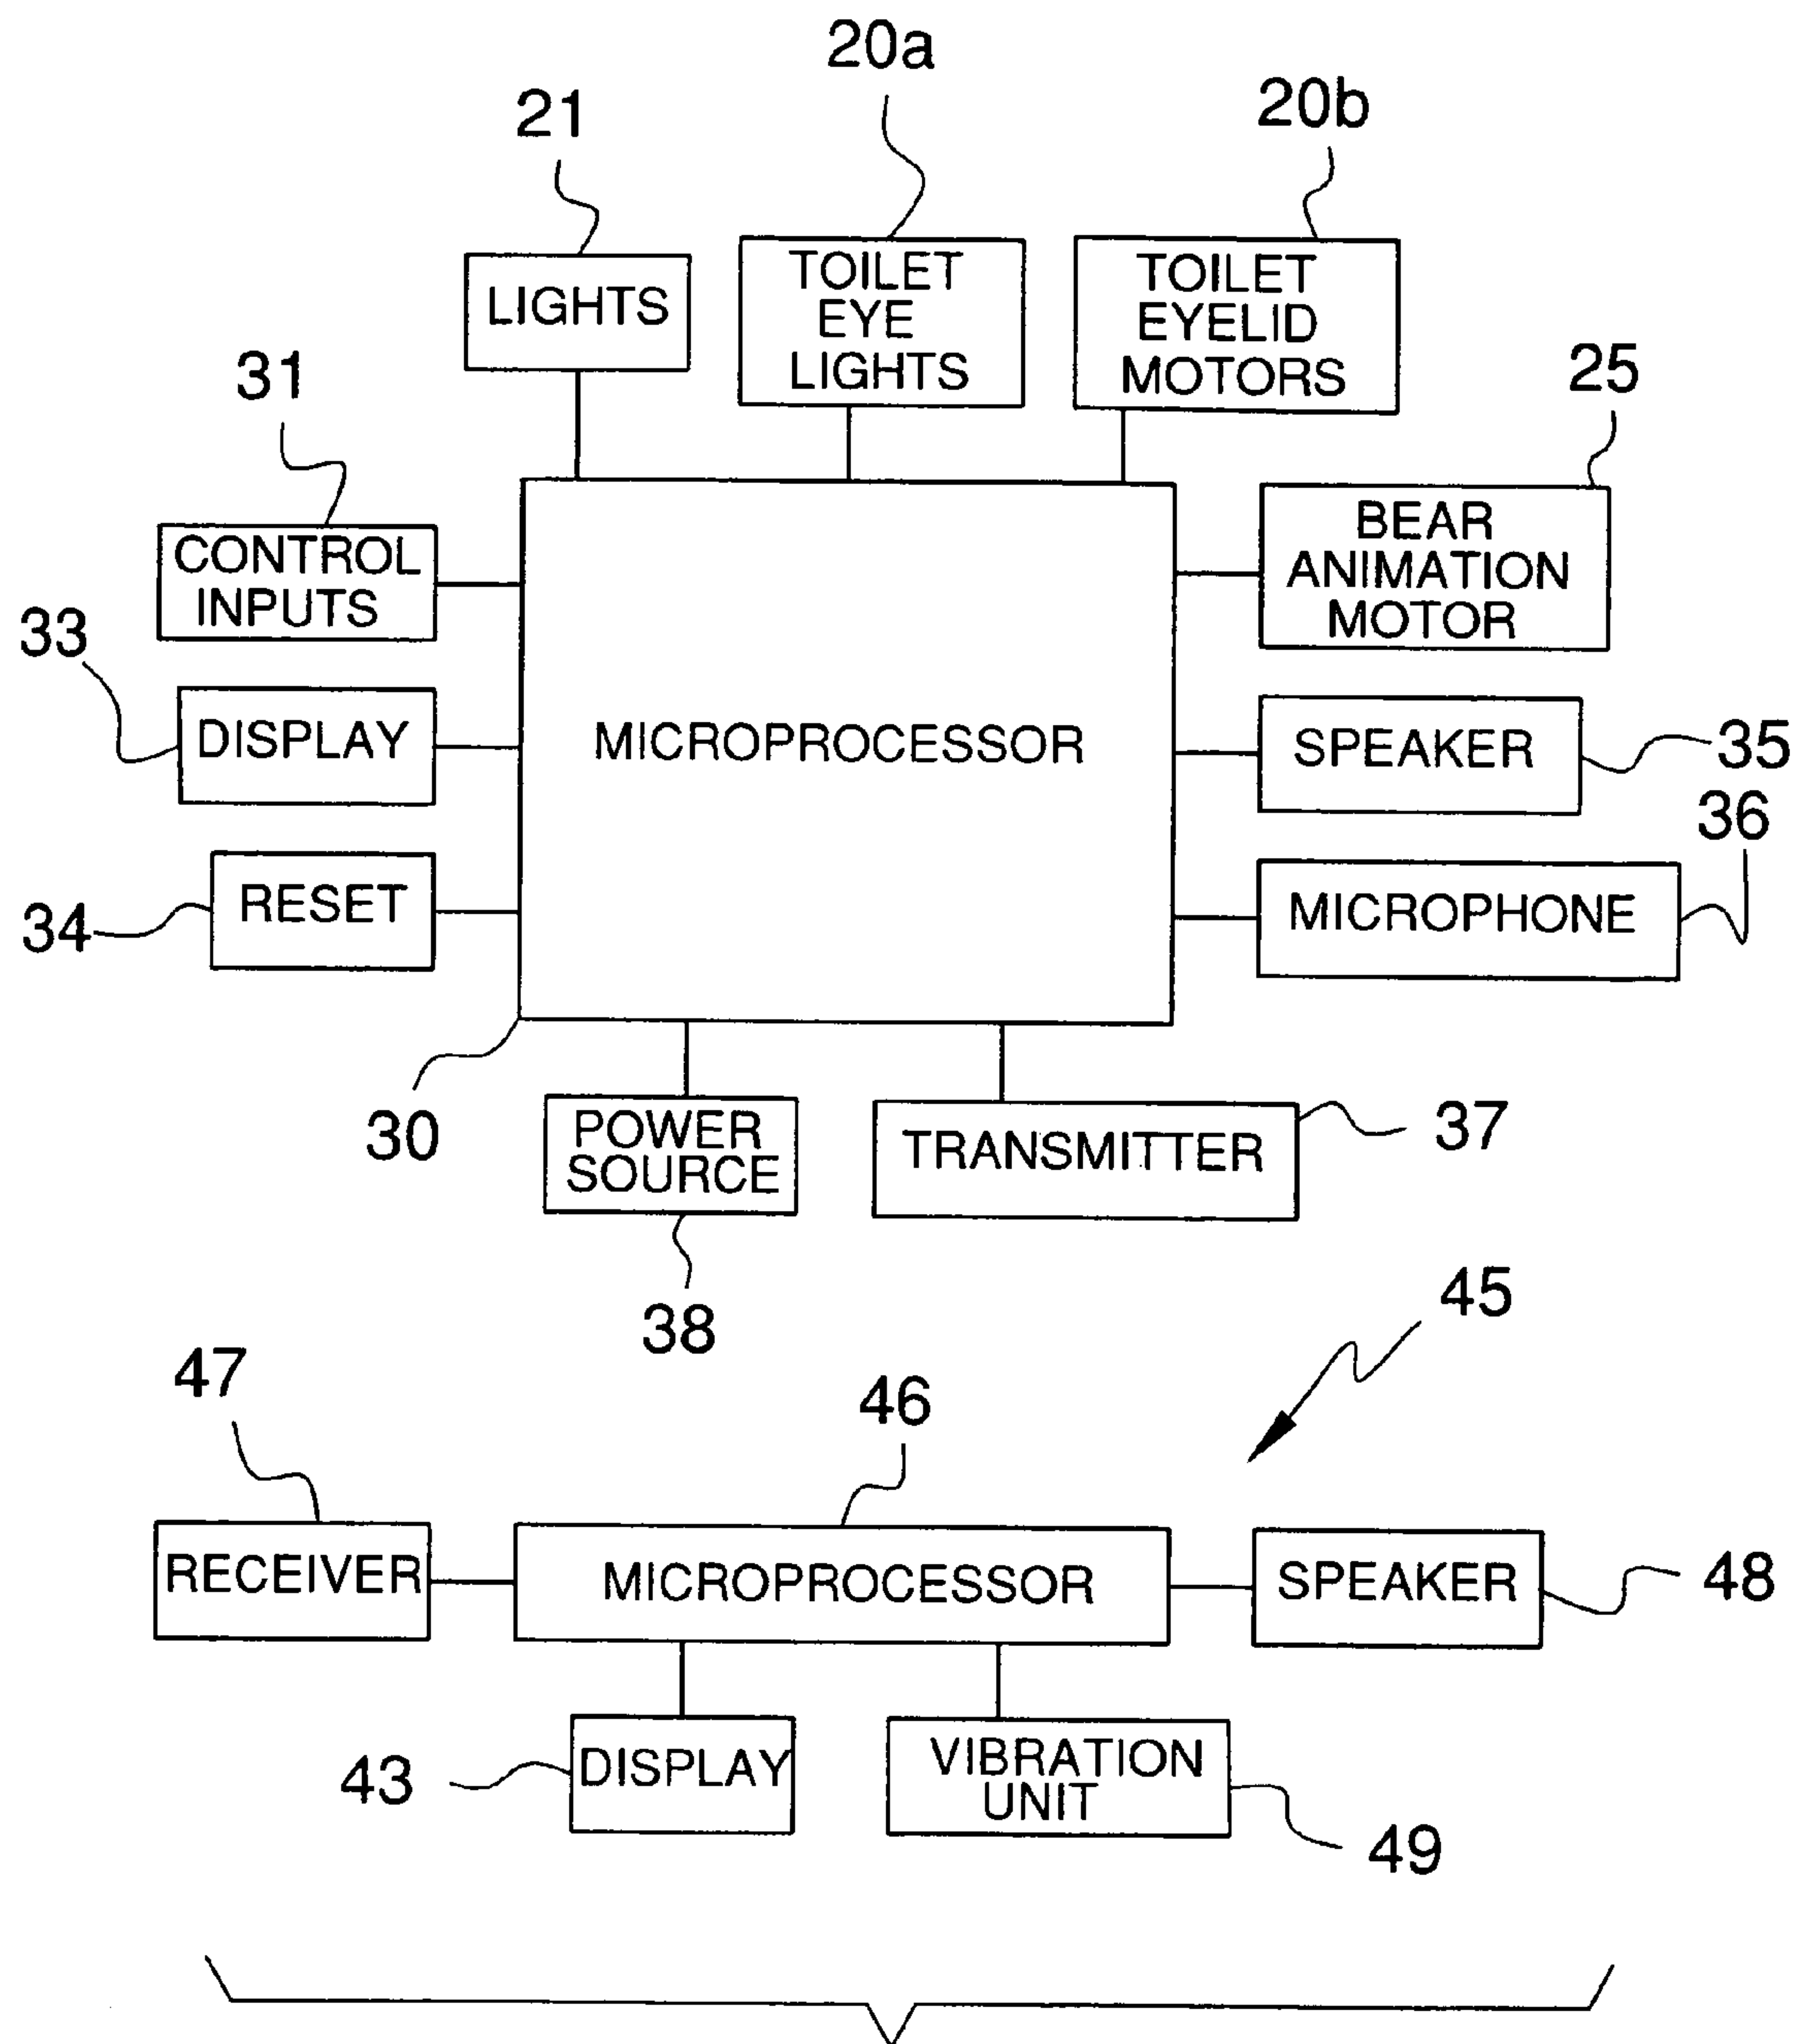 20a
21
20b
LIGHTS
TOILET
EYE
LIGHTS
TOILET
EYELID
MOTORS
31
25
CONTROL
INPUTS
BEAR
ANIMATION
MOTOR
33
DISPLAY
MICROPROCESSOR
SPEAKER
35
36
34
RESET
MICROPHONE
30
POWER
SOURCE
TRANSMITTER
37
38
45
47
46
RECEIVER
MICROPROCESSOR
SPEAKER
48
43
DISPLAY
VIBRATION
UNIT
49